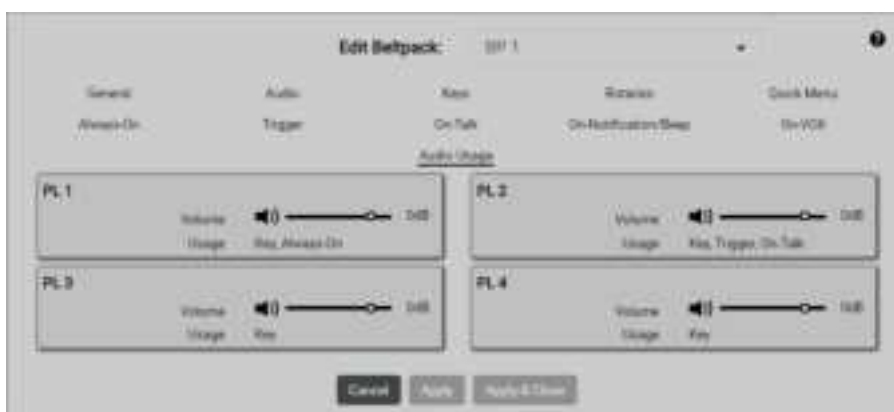 Edit Beltpack: BP 1
General Audio Keys Rotaries Quick Menu
Always-On Trigger On-Talk On-Notification/Beep On-VOX
Audio Usage
PL 1
Volume 0dB
Usage Key, Always-On
PL 2
Volume 0dB
Usage Key, Trigger, On-Talk
PL 3
Volume 0dB
Usage Key
PL 4
Volume 0dB
Usage Key
Cancel Apply Apply & Close